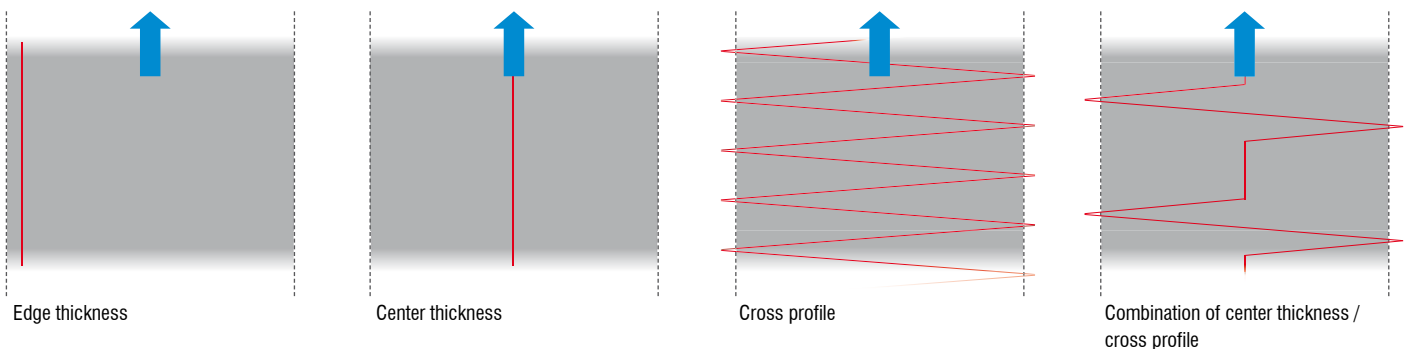 Edge thickness
Center thickness
Cross profile
Combination of center thickness /
cross profile